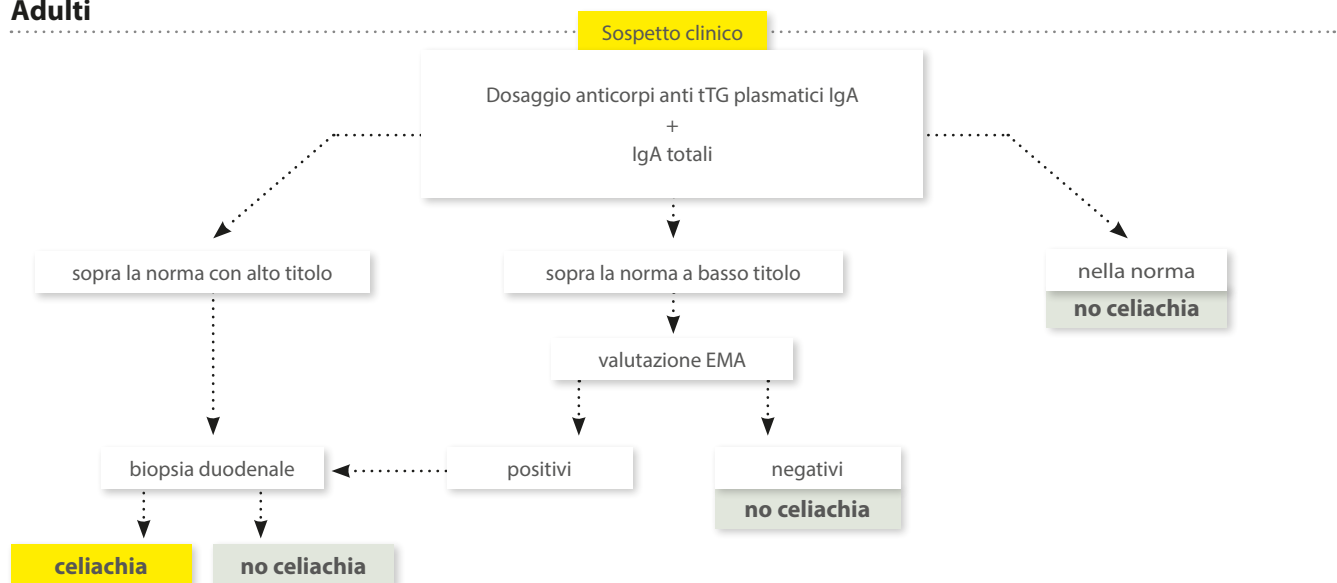 Adulti
Sospetto clinico
Dosaggio anticorpi anti tTG plasmatici IgA
+
IgA totali
sopra la norma con alto titolo
sopra la norma a basso titolo
nella norma
no celiachia
valutazione EMA
biopsia duodenale
positivi
negativi
no celiachia
celiachia
no celiachia